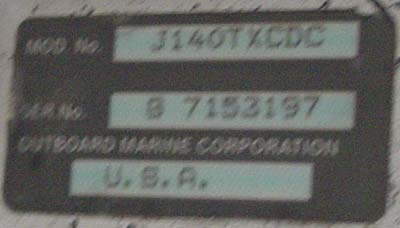 MOD. No. J140TXCDC
SER. No. B 7153197
OUTBOARD MARINE CORPORATION
U.S.A.